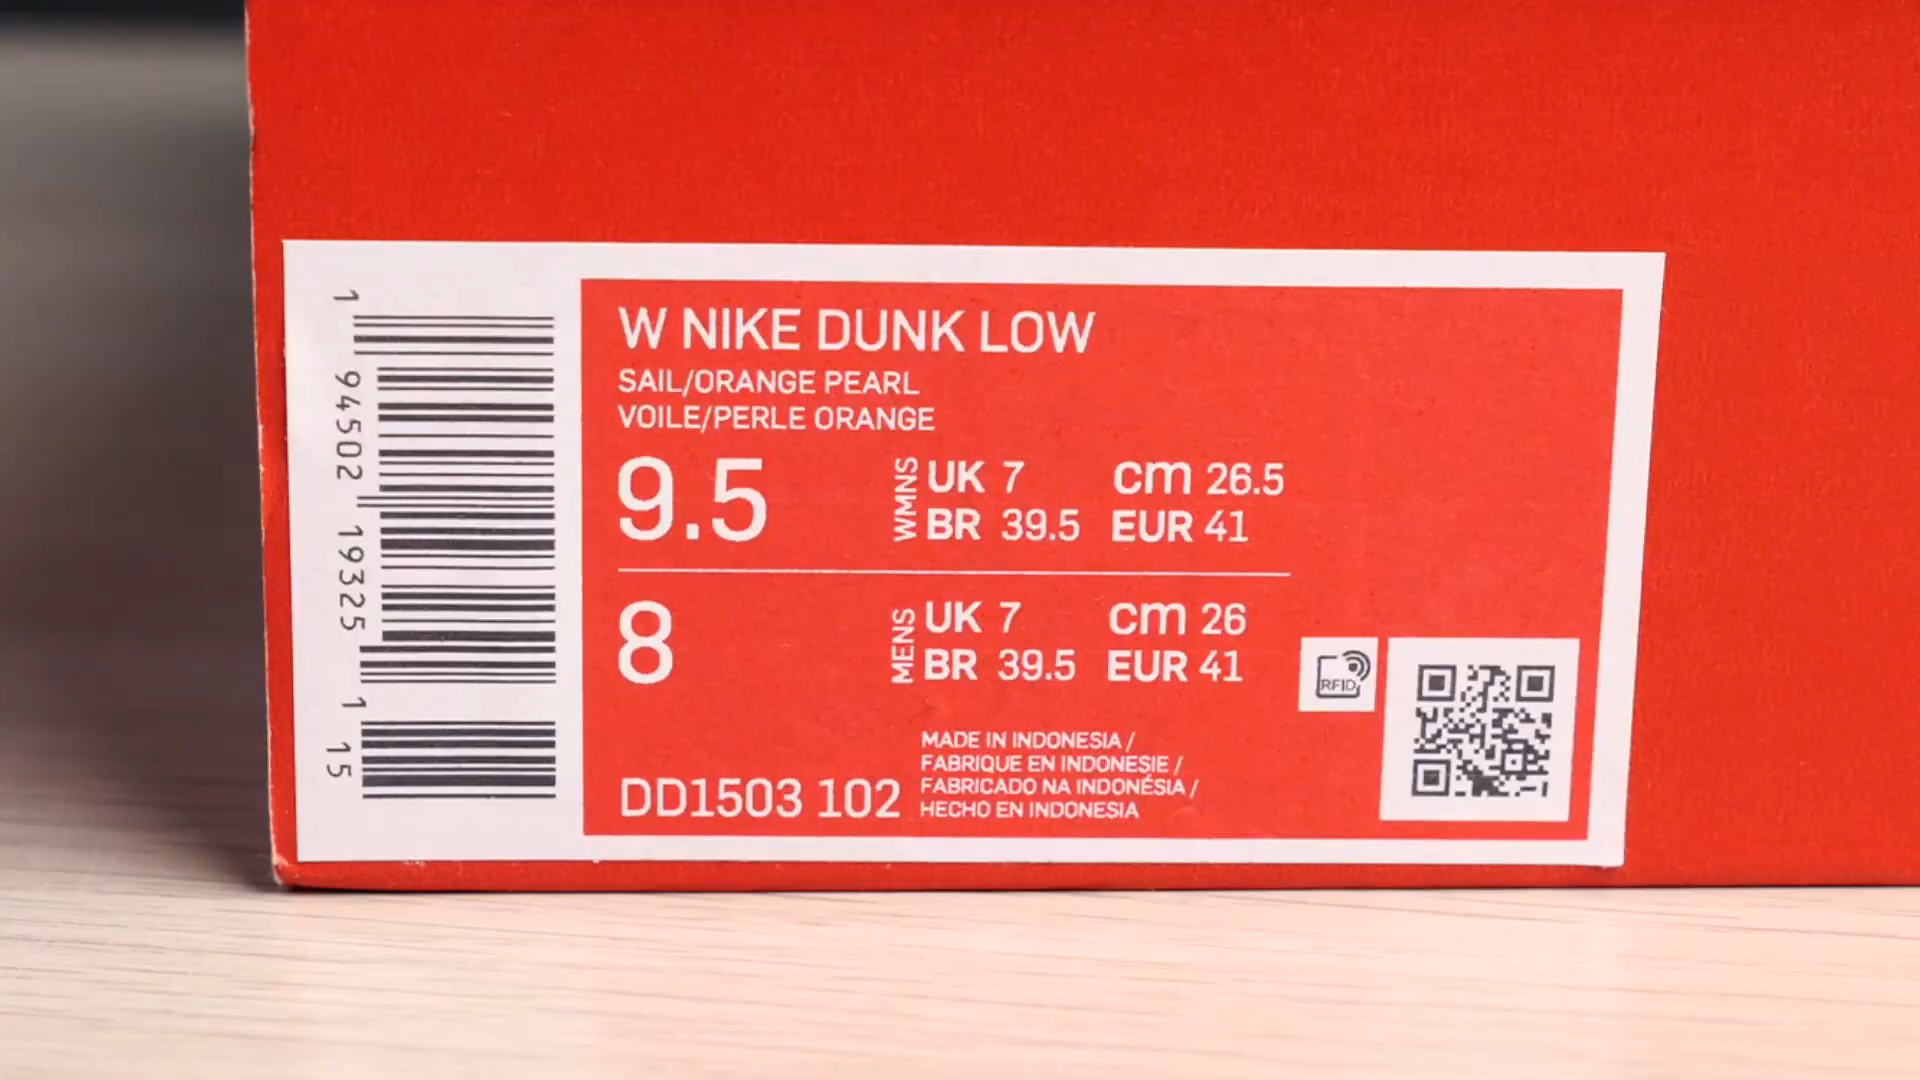 1 94502 19325 1 15
W NIKE DUNK LOW
SAIL/ORANGE PEARL
VOILE/PERLE ORANGE
9.5 WMNS UK 7 cm 26.5
BR 39.5 EUR 41
8 MENS UK 7 cm 26
BR 39.5 EUR 41
RFID
MADE IN INDONESIA /
FABRIQUE EN INDONESIE /
FABRICADO NA INDONÉSIA /
HECHO EN INDONESIA
DD1503 102